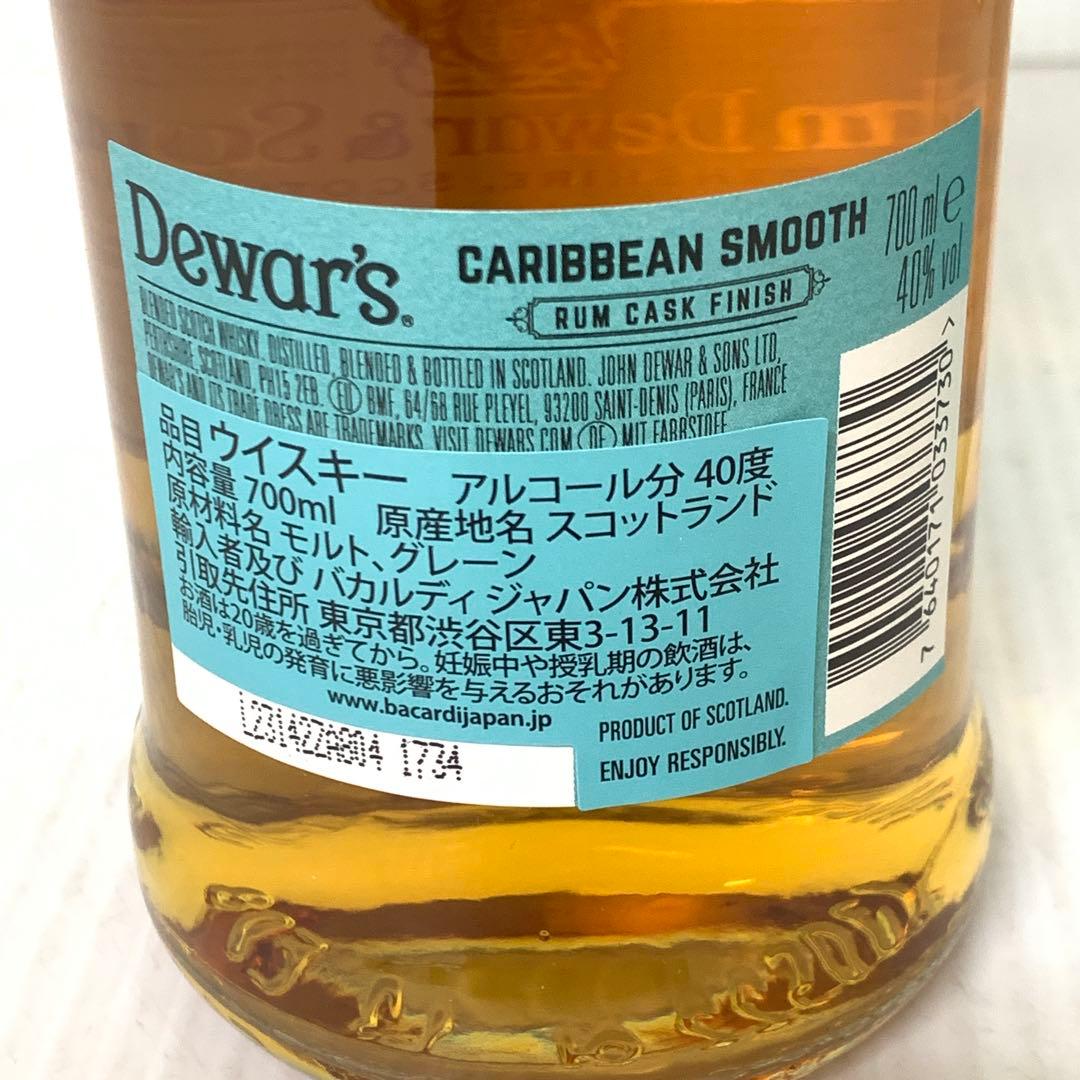 Dewar's®
CARIBBEAN SMOOTH
RUM CASK FINISH
700 ml ℮
40% vol
BLENDED SCOTCH WHISKY. DISTILLED, BLENDED & BOTTLED IN SCOTLAND. JOHN DEWAR & SONS LTD,
PERTHSHIRE, SCOTLAND, PH15 2EB. FD BMF, 64/68 RUE PLEYEL, 93200 SAINT-DENIS (PARIS), FRANCE
DEWAR'S AND ITS TRADE DRESS ARE TRADEMARKS. VISIT DEWARS.COM DE MIT FARBSTOFF
品目 ウイスキー アルコール分 40度
内容量 700ml 原産地名 スコットランド
原材料名 モルト、グレーン
輸入者及び バカルディ ジャパン株式会社
引取先住所 東京都渋谷区東3-13-11
お酒は20歳を過ぎてから。妊娠中や授乳期の飲酒は、
胎児・乳児の発育に悪影響を与えるおそれがあります。
www.bacardijapan.jp
PRODUCT OF SCOTLAND.
ENJOY RESPONSIBLY.
L23142ZA804 1734
7 640171 033730 >